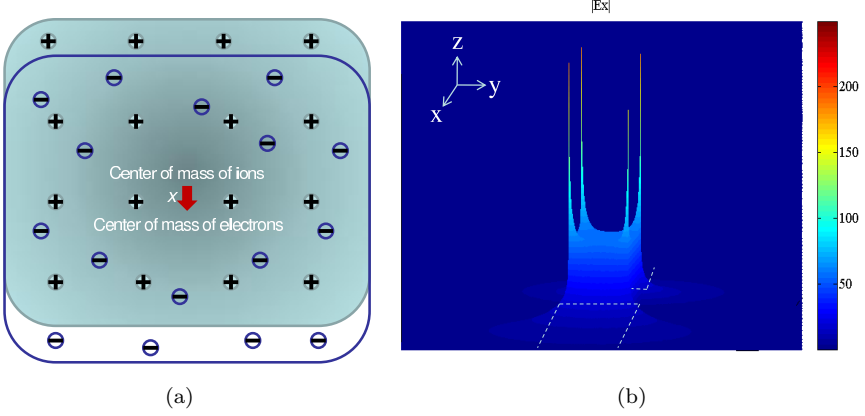 |Ex|
Center of mass of ions
x
Center of mass of electrons
z
y
x
200
150
100
50
(a)
(b)